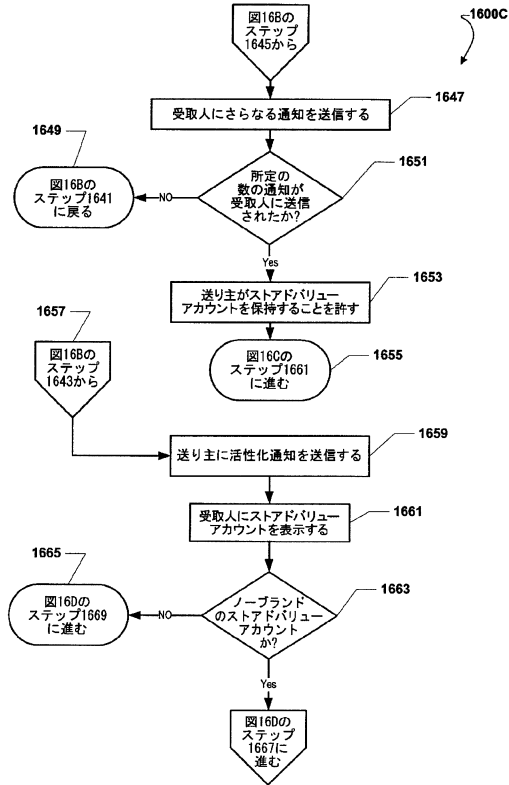 1600C
図16Bの
ステップ
1645から
受取人にさらなる通知を送信する
1647
1649
図16Bの
ステップ1641
に戻る
NO
所定の
数の通知が
受取人に送信
されたか?
1651
Yes
送り主がストアドバリュー
アカウントを保持することを許す
1653
1657
図16Bの
ステップ
1643から
図16Cの
ステップ1661
に進む
1655
送り主に活性化通知を送信する
1659
受取人にストアドバリュー
アカウントを表示する
1661
1665
図16Dの
ステップ1669
に進む
NO
ノーブランド
のストアドバリュー
アカウント
か?
1663
Yes
図16Dの
ステップ
1667に
進む